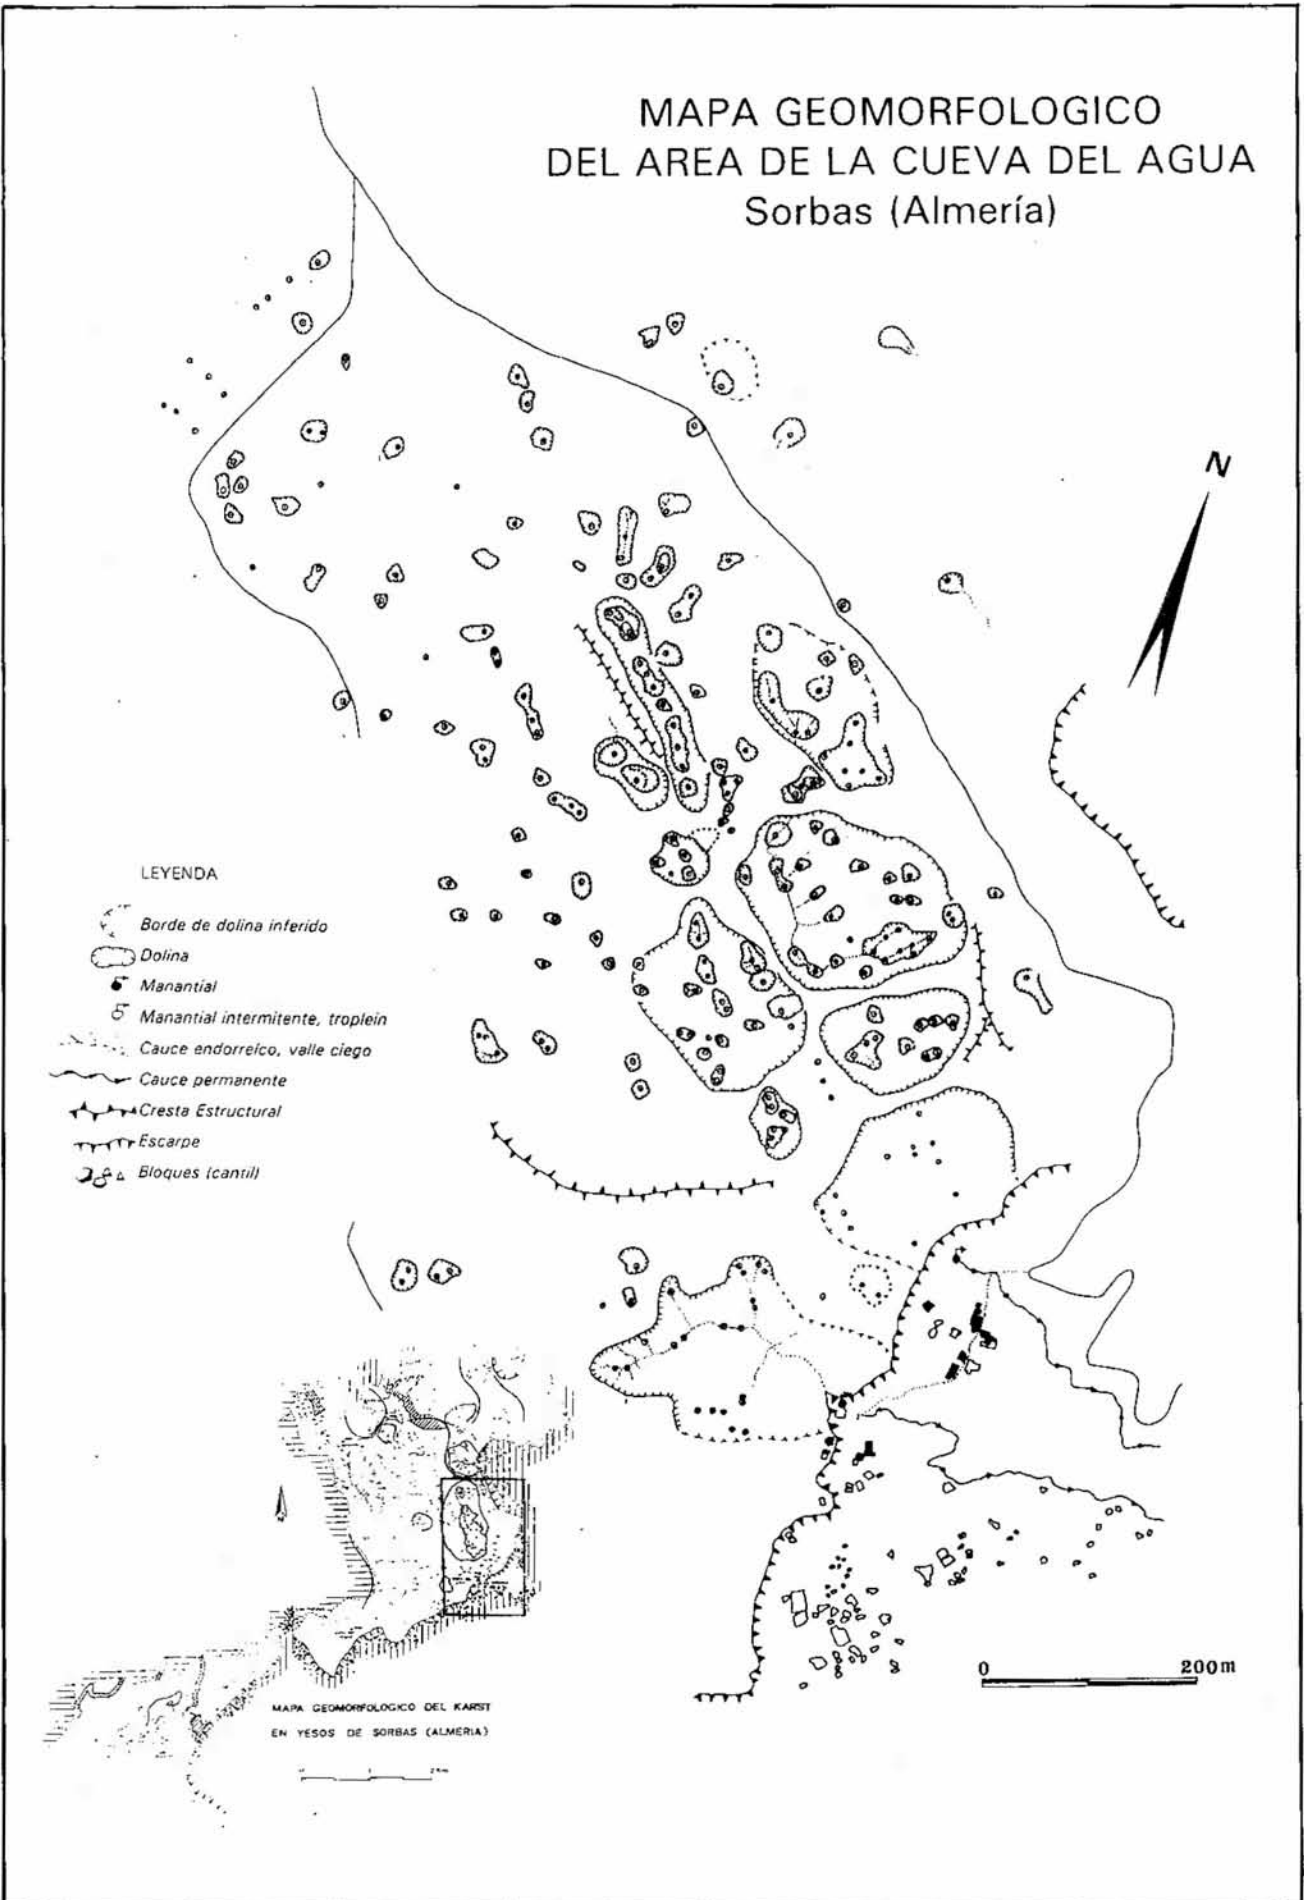 MAPA GEOMORFOLOGICO
DEL AREA DE LA CUEVA DEL AGUA
Sorbas (Almería)
N
LEYENDA
Borde de dolina inferido
Dolina
Manantial
Manantial intermitente, troplein
Cauce endorreíco, valle ciego
Cauce permanente
Cresta Estructural
Escarpe
Bloques (cantil)
0 200m
MAPA GEOMORFOLOGICO DEL KARST
EN YESOS DE SORBAS (ALMERIA)